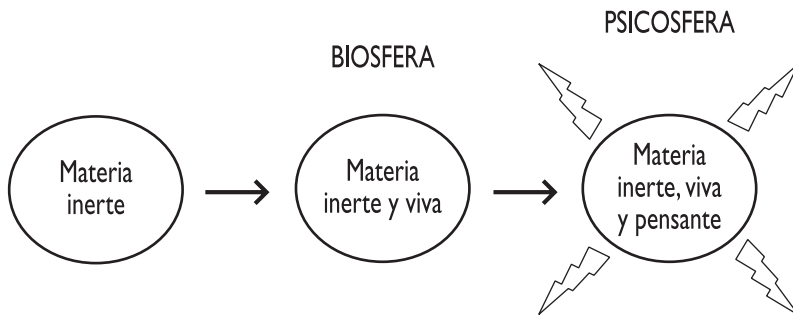 PSICOSFERA
BIOSFERA
Materia
inerte
Materia
inerte y viva
Materia
inerte, viva
y pensante